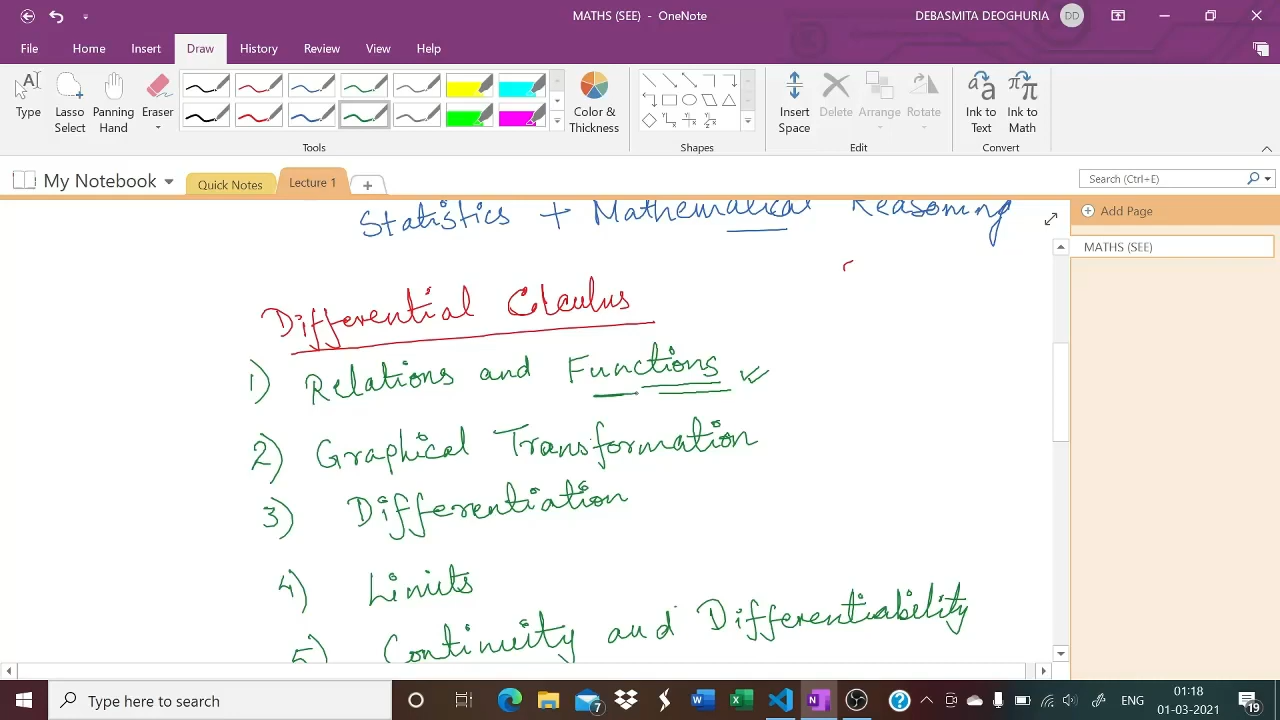 MATHS (SEE) - OneNote
DEBASMITA DEOGHURIA
DD
File Home Insert Draw History Review View Help
Type
Lasso Select
Panning Hand
Eraser
Color & Thickness
Insert Space
Delete
Arrange
Rotate
Ink to Text
Ink to Math
Tools
Shapes
Edit
Convert
My Notebook
Quick Notes
Lecture 1
Search (Ctrl+E)
Add Page
MATHS (SEE)
Statistics + Mathematical Reasoning
Differential Calculus
1) Relations and Functions
2) Graphical Transformation
3) Differentiation
4) Limits
5) Continuity and Differentiability
Type here to search
7
ENG
01:18
01-03-2021
19